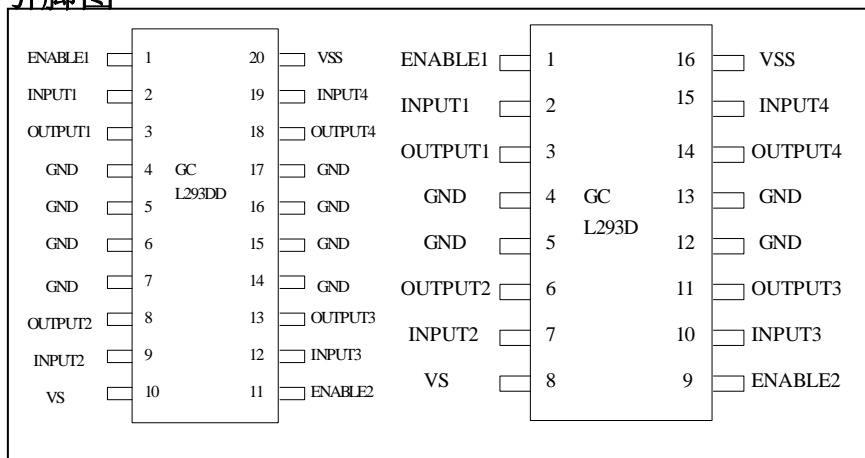 引脚图
ENABLE1 1 20 VSS
INPUT1 2 19 INPUT4
OUTPUT1 3 18 OUTPUT4
GND 4 GC 17 GND
L293DD
GND 5 16 GND
GND 6 15 GND
GND 7 14 GND
OUTPUT2 8 13 OUTPUT3
INPUT2 9 12 INPUT3
VS 10 11 ENABLE2
ENABLE1 1 16 VSS
INPUT1 2 15 INPUT4
OUTPUT1 3 14 OUTPUT4
GND 4 GC 13 GND
L293D
GND 5 12 GND
OUTPUT2 6 11 OUTPUT3
INPUT2 7 10 INPUT3
VS 8 9 ENABLE2